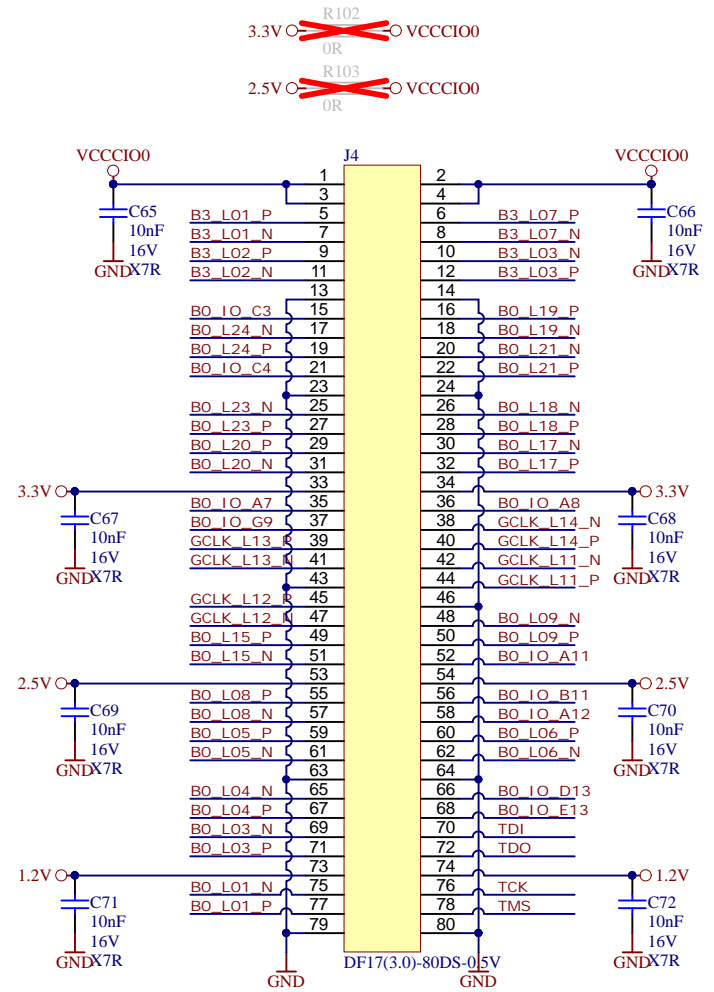 R102
3.3V VCCCIO0
0R
R103
2.5V VCCCIO0
0R
VCCCIO0 J4 VCCCIO0
1 2
3 4
C65 C66
10nF 10nF
16V 16V
X7R X7R
GND GND
B3_L01_P 5 6 B3_L07_P
B3_L01_N 7 8 B3_L07_N
B3_L02_P 9 10 B3_L03_N
B3_L02_N 11 12 B3_L03_P
13 14
B0_IO_C3 15 16 B0_L19_P
B0_L24_N 17 18 B0_L19_N
B0_L24_P 19 20 B0_L21_N
B0_IO_C4 21 22 B0_L21_P
23 24
B0_L23_N 25 26 B0_L18_N
B0_L23_P 27 28 B0_L18_P
B0_L20_P 29 30 B0_L17_N
B0_L20_N 31 32 B0_L17_P
3.3V 33 34 3.3V
C67 C68
10nF 10nF
16V 16V
X7R X7R
GND GND
B0_IO_A7 35 36 B0_IO_A8
B0_IO_G9 37 38 GCLK_L14_N
GCLK_L13_P 39 40 GCLK_L14_P
GCLK_L13_N 41 42 GCLK_L11_N
43 44 GCLK_L11_P
GCLK_L12_P 45 46
GCLK_L12_N 47 48 B0_L09_N
B0_L15_P 49 50 B0_L09_P
B0_L15_N 51 52 B0_IO_A11
2.5V 53 54 2.5V
C69 C70
10nF 10nF
16V 16V
X7R X7R
GND GND
B0_L08_P 55 56 B0_IO_B11
B0_L08_N 57 58 B0_IO_A12
B0_L05_P 59 60 B0_L06_P
B0_L05_N 61 62 B0_L06_N
63 64
B0_L04_N 65 66 B0_IO_D13
B0_L04_P 67 68 B0_IO_E13
B0_L03_N 69 70 TDI
B0_L03_P 71 72 TDO
1.2V 73 74 1.2V
C71 C72
10nF 10nF
16V 16V
X7R X7R
GND GND
B0_L01_N 75 76 TCK
B0_L01_P 77 78 TMS
79 80
DF17(3.0)-80DS-0.5V
GND GND